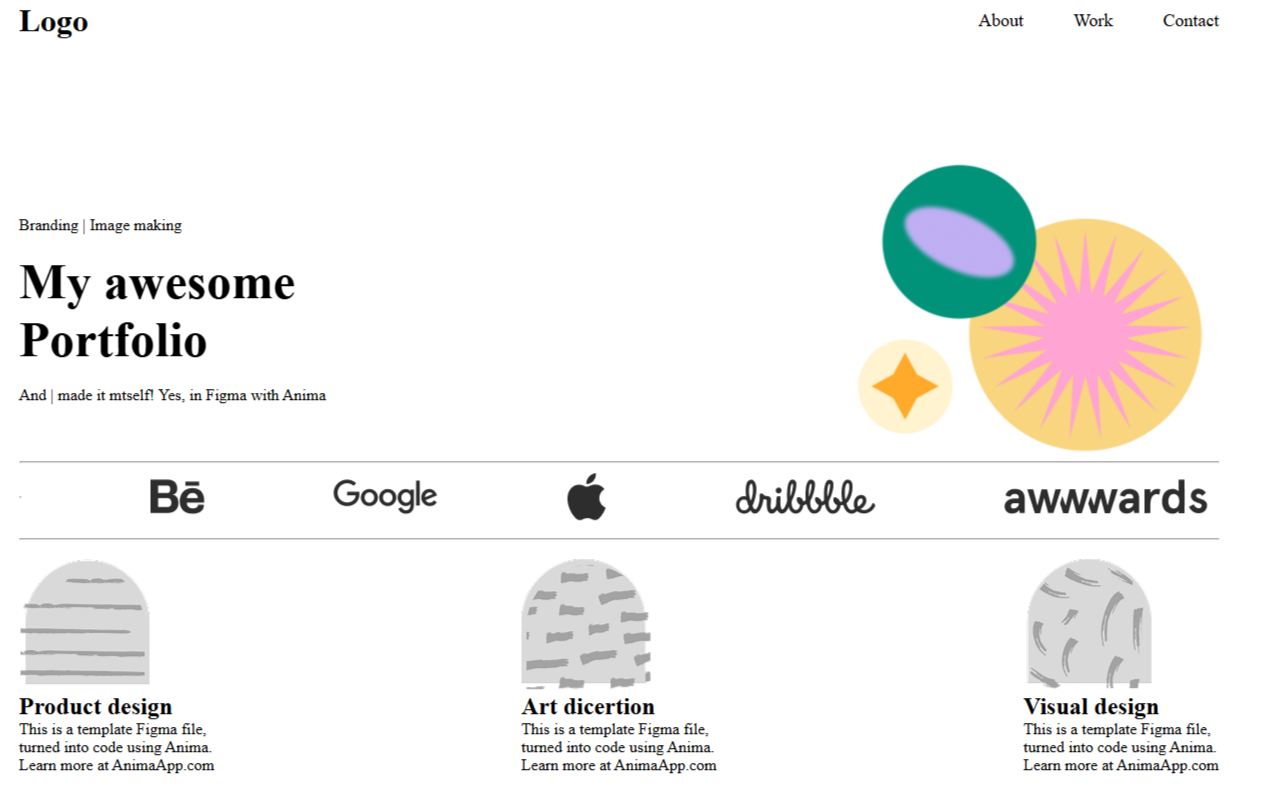 Logo
About Work Contact
Branding | Image making
My awesome
Portfolio
And | made it mtself! Yes, in Figma with Anima
Bē Google dribbble awwwards
Product design
This is a template Figma file,
turned into code using Anima.
Learn more at AnimaApp.com
Art dicertion
This is a template Figma file,
turned into code using Anima.
Learn more at AnimaApp.com
Visual design
This is a template Figma file,
turned into code using Anima.
Learn more at AnimaApp.com